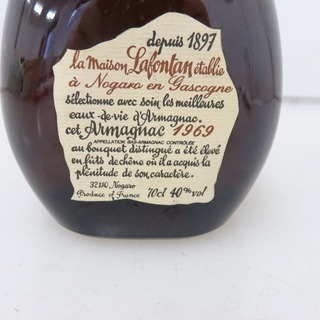 depuis 1897
la Maison Lafontan établie
à Nogaro en Gascogne
sélectionne avec soin les meilleures
eaux-de-vie d'Armagnac.
cet Armagnac 1969
APPELLATION BAS-ARMAGNAC CONTRÔLÉE
au bouquet distingué a été élevé
en fûts de chêne où il a acquis la
plénitude de son caractère.
32110 Nogaro
Produce of France 70cl 40% vol